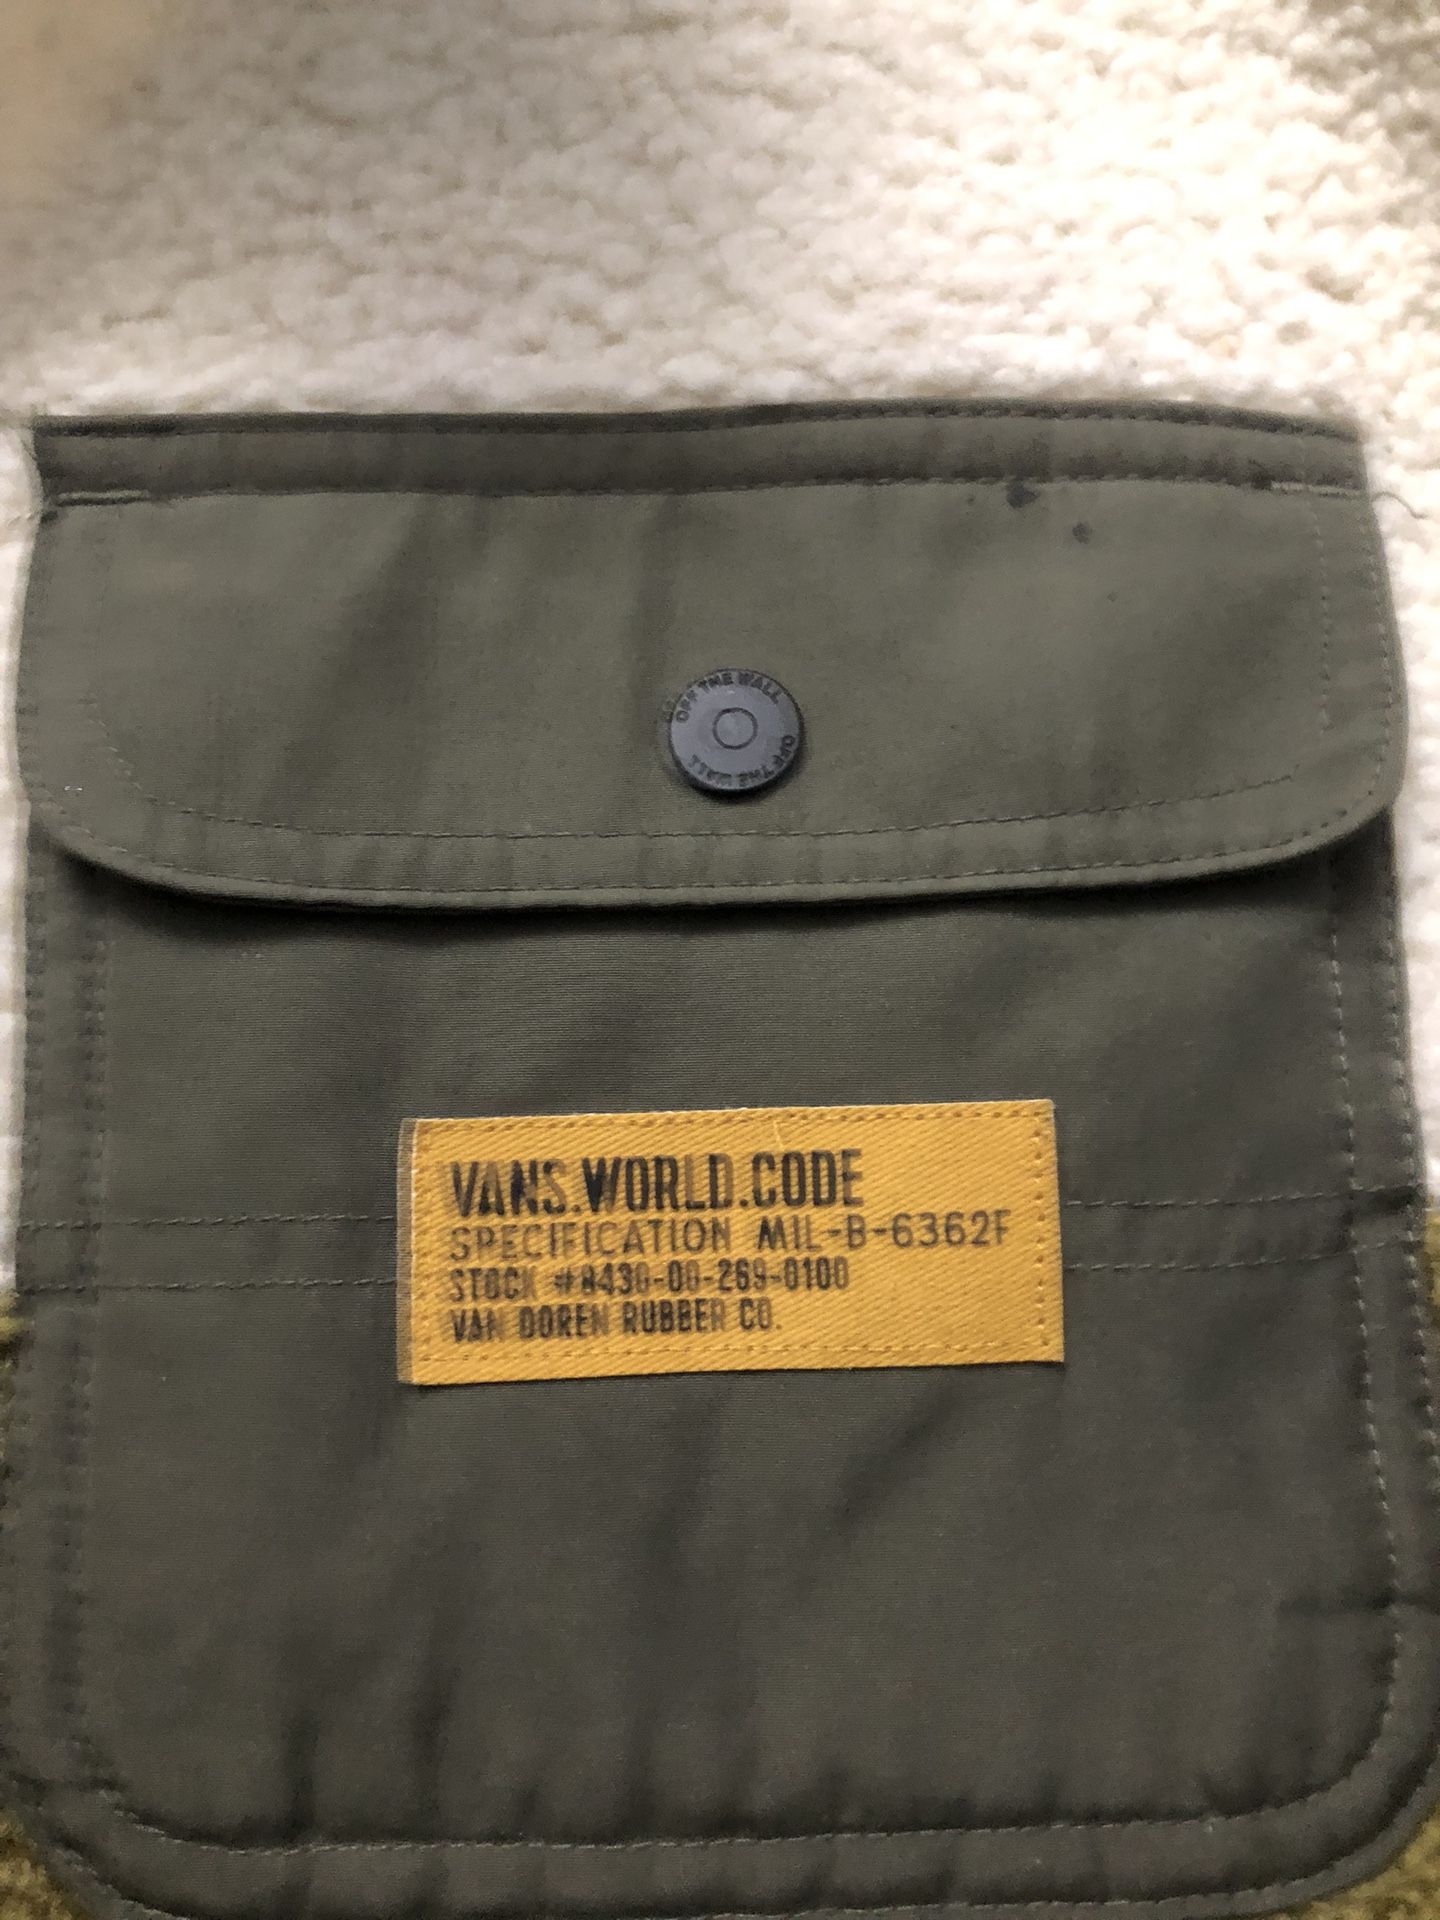 OFF THE WALL
OFF THE WALL
VANS.WORLD.CODE
SPECIFICATION MIL-B-6362F
STOCK #8430-00-269-0100
VAN DOREN RUBBER CO.